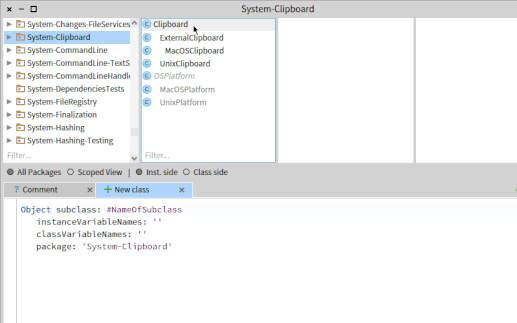 System-Clipboard
System-Changes-FileServices
System-Clipboard
System-CommandLine
System-CommandLine-TextS
System-CommandLineHandle
System-DependenciesTests
System-FileRegistry
System-Finalization
System-Hashing
System-Hashing-Testing
Filter...
Clipboard
ExternalClipboard
MacOSClipboard
UnixClipboard
OSPlatform
MacOSPlatform
UnixPlatform
Filter...
All Packages Scoped View | Inst. side Class side
? Comment × + New class ×
Object subclass: #NameOfSubclass
instanceVariableNames: ''
classVariableNames: ''
package: 'System-Clipboard'